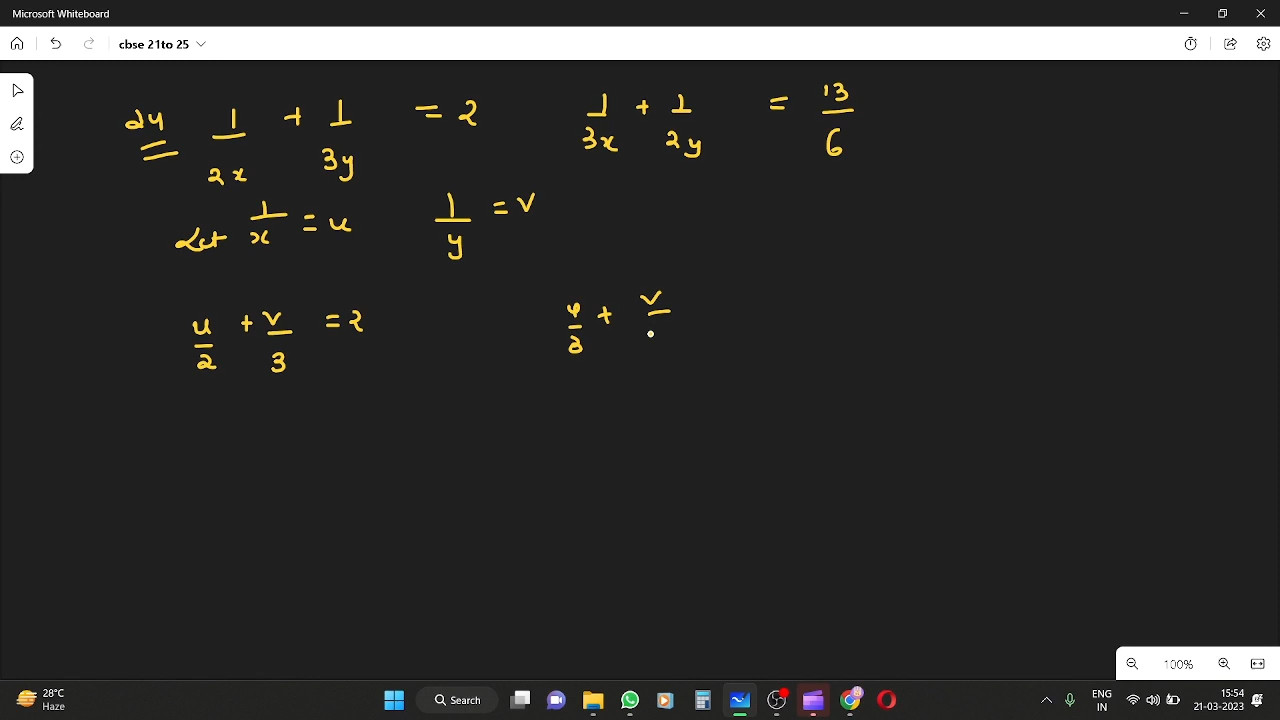 Microsoft Whiteboard
cbse 21to 25
24 1/2x + 1/3y = 2 1/3x + 1/2y = 13/6
Let 1/x = u 1/y = v
u/2 + v/3 = 2 u/3 + v/
100%
28°C
Haze
Search
ENG
IN
15:54
21-03-2023